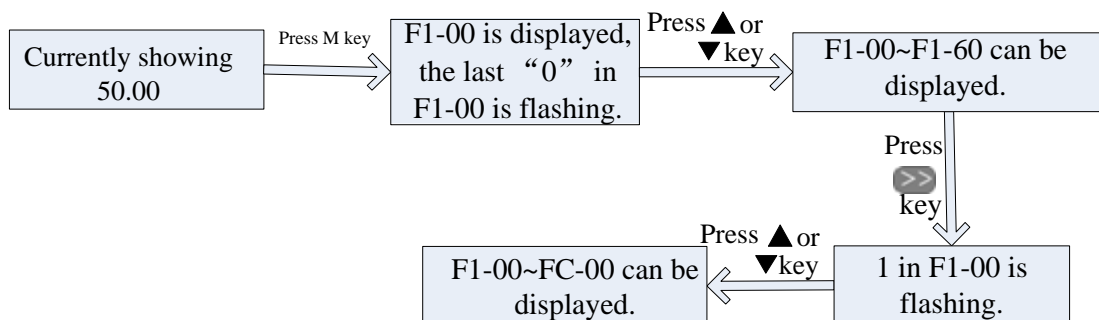 Currently showing
50.00
Press M key
F1-00 is displayed,
the last “0” in
F1-00 is flashing.
Press ▲ or
▼ key
F1-00~F1-60 can be
displayed.
Press
>>
key
1 in F1-00 is
flashing.
Press ▲ or
▼key
F1-00~FC-00 can be
displayed.